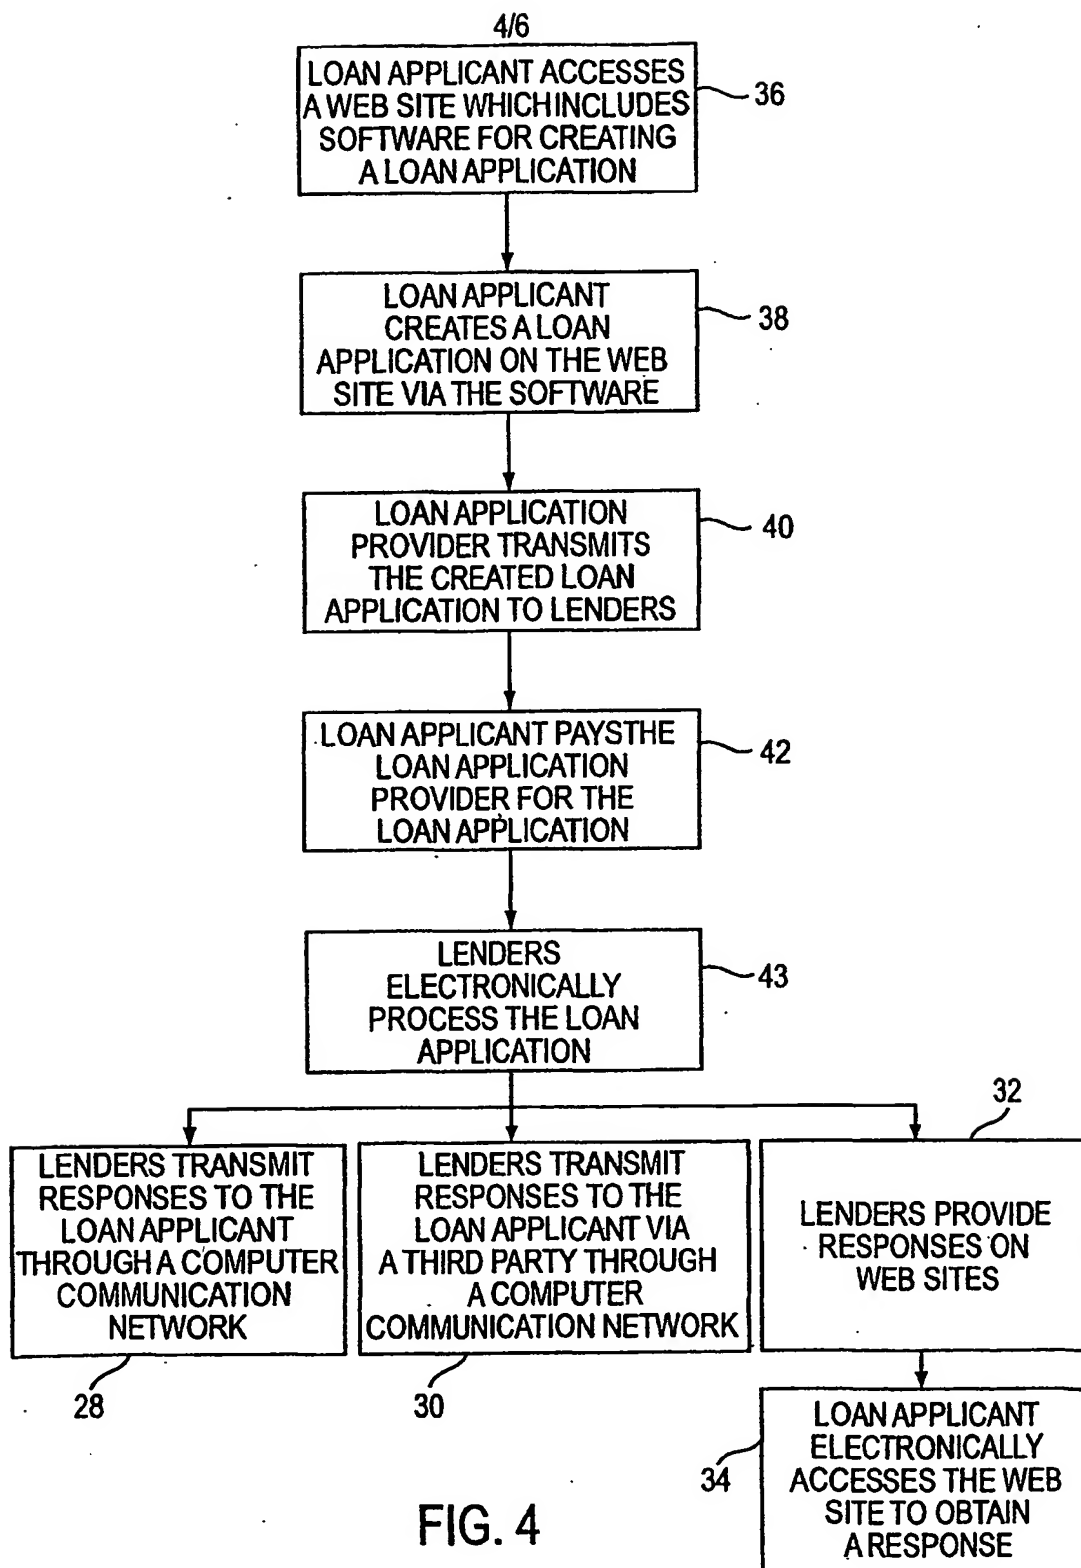 4/6
LOAN APPLICANT ACCESSES
A WEB SITE WHICH INCLUDES
SOFTWARE FOR CREATING
A LOAN APPLICATION
36
LOAN APPLICANT
CREATES A LOAN
APPLICATION ON THE WEB
SITE VIA THE SOFTWARE
38
LOAN APPLICATION
PROVIDER TRANSMITS
THE CREATED LOAN
APPLICATION TO LENDERS
40
LOAN APPLICANT PAYSTHE
LOAN APPLICATION
PROVIDER FOR THE
LOAN APPLICATION
42
LENDERS
ELECTRONICALLY
PROCESS THE LOAN
APPLICATION
43
LENDERS TRANSMIT
RESPONSES TO THE
LOAN APPLICANT
THROUGH A COMPUTER
COMMUNICATION
NETWORK
28
LENDERS TRANSMIT
RESPONSES TO THE
LOAN APPLICANT VIA
A THIRD PARTY THROUGH
A COMPUTER
COMMUNICATION NETWORK
30
32
LENDERS PROVIDE
RESPONSES ON
WEB SITES
34
LOAN APPLICANT
ELECTRONICALLY
ACCESSES THE WEB
SITE TO OBTAIN
A RESPONSE
FIG. 4